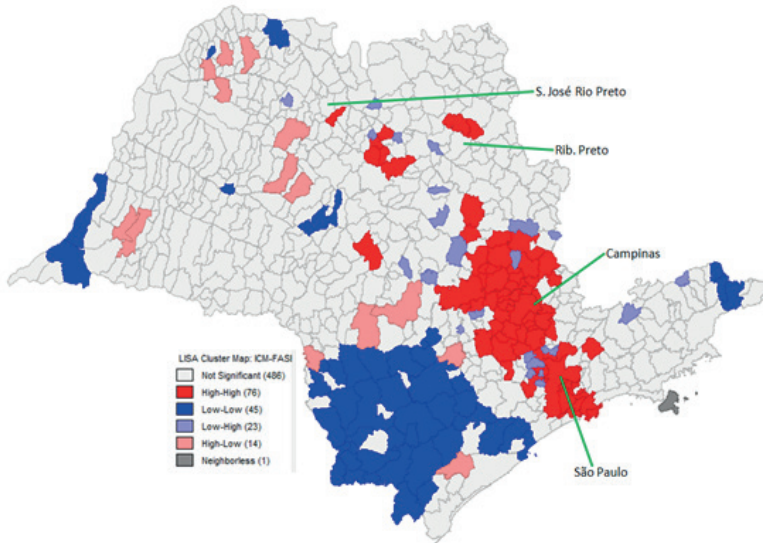 S. José Rio Preto
Rib. Preto
Campinas
LISA Cluster Map: ICM-FASI
Not Significant (486)
High-High (76)
Low-Low (45)
Low-High (23)
High-Low (14)
Neighborless (1)
São Paulo